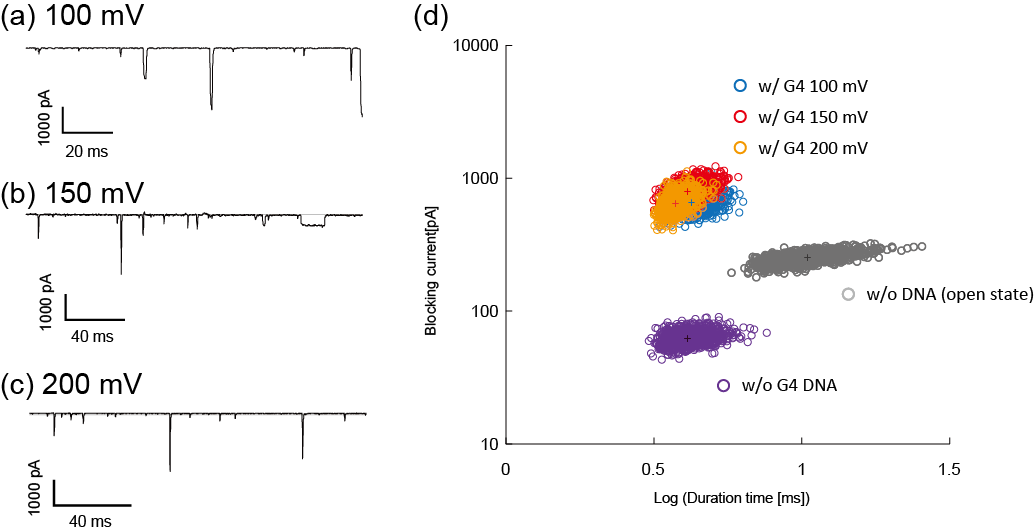 (a) 100 mV
1000 pA
20 ms
(b) 150 mV
1000 pA
40 ms
(c) 200 mV
1000 pA
40 ms
(d)
Blocking current[pA]
10000
1000
100
10
0
0.5
1
1.5
Log (Duration time [ms])
w/ G4 100 mV
w/ G4 150 mV
w/ G4 200 mV
w/o DNA (open state)
w/o G4 DNA